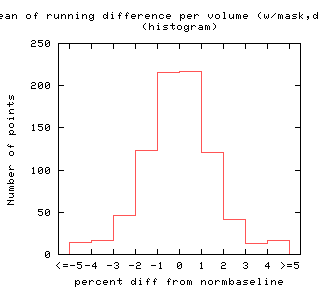 ean of running difference per volume (w/mask,d
(histogram)
250
200
150
100
50
0
Number of points
<=-5 -4 -3 -2 -1 0 1 2 3 4 >=5
percent diff from normbaseline